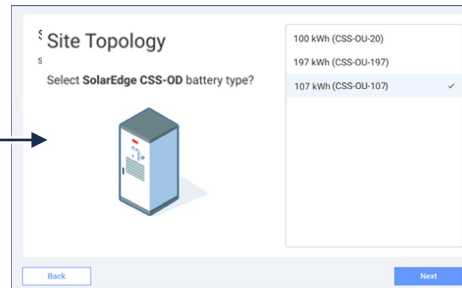 S
Site Topology
S
Select SolarEdge CSS-OD battery type?
100 kWh (CSS-OU-20)
197 kWh (CSS-OU-197)
107 kWh (CSS-OU-107)
Back
Next